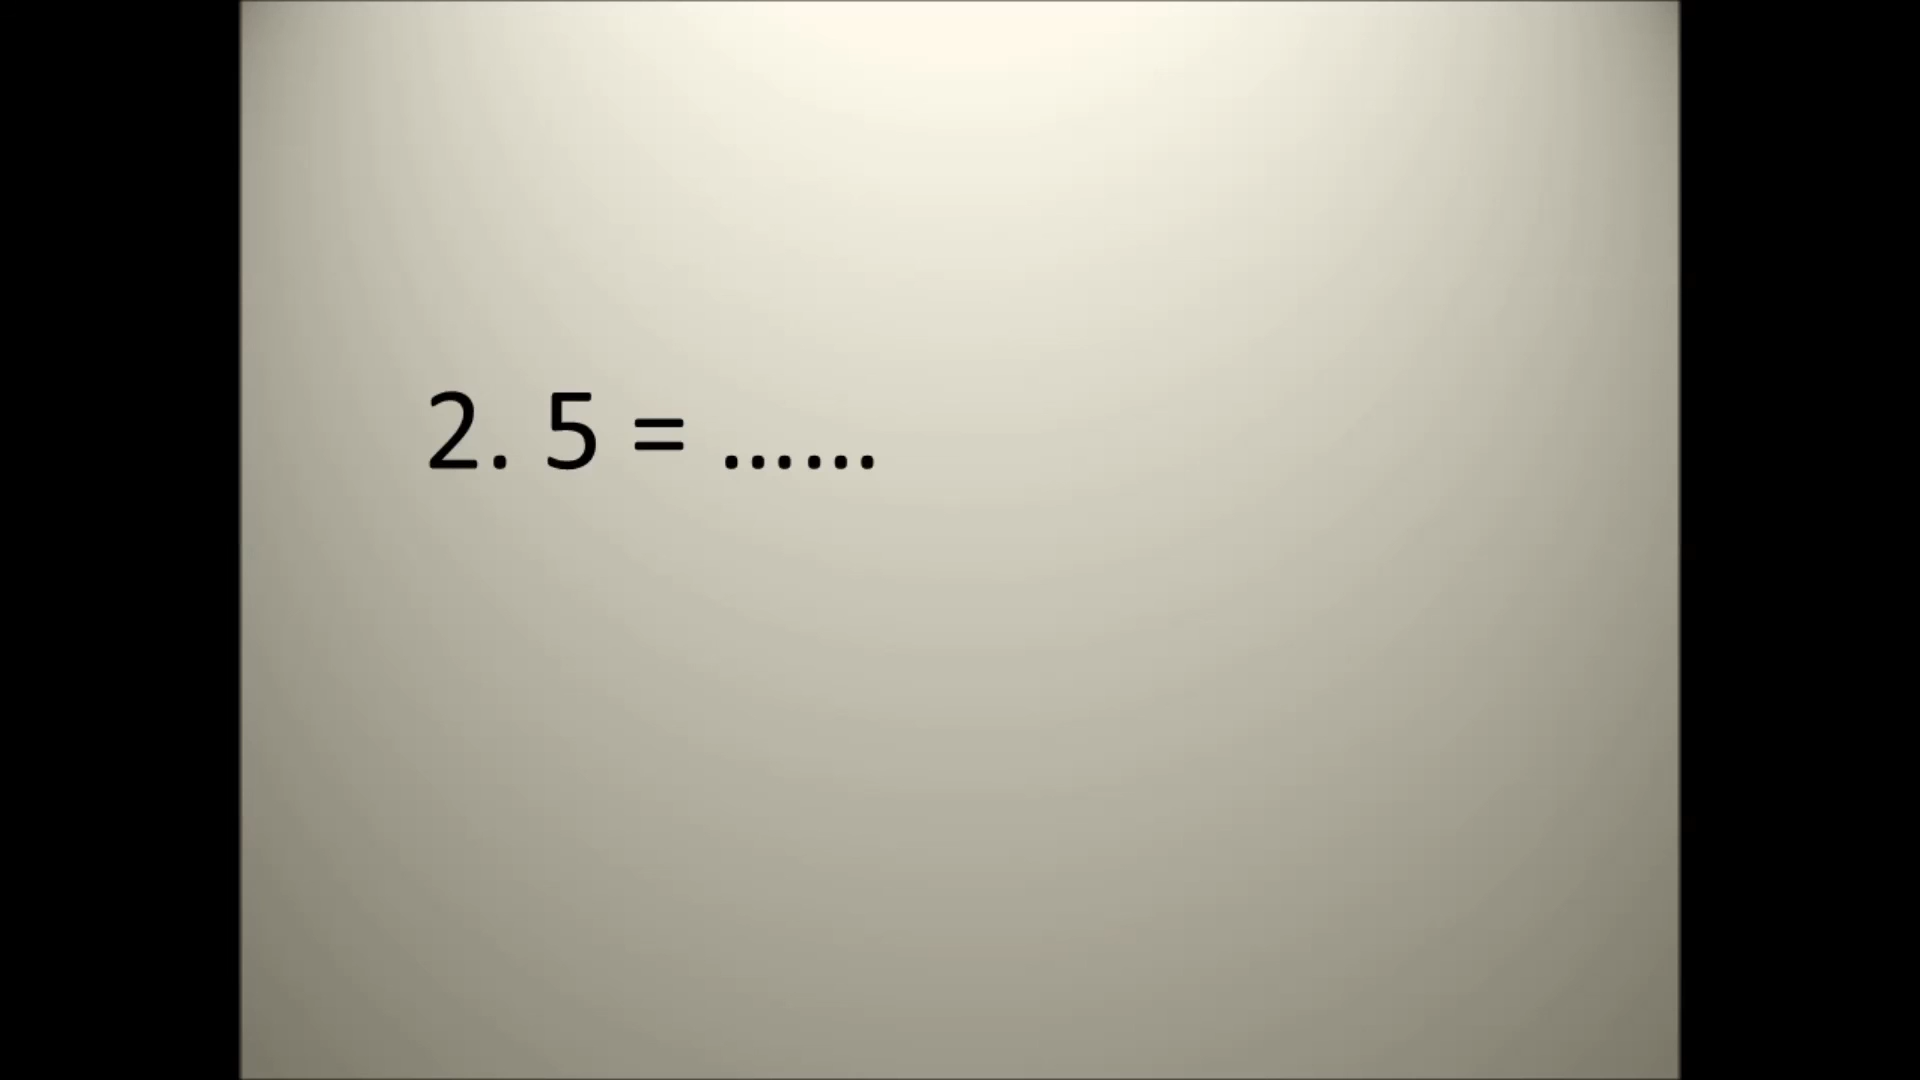 2. 5 = ......